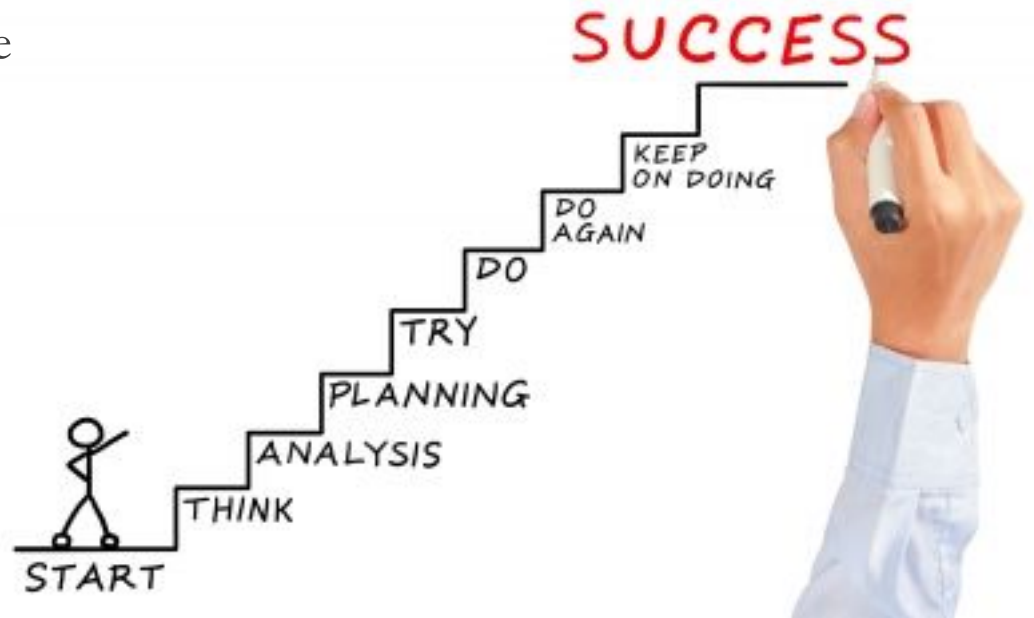 e
SUCCESS
KEEP
ON DOING
DO
AGAIN
DO
TRY
PLANNING
ANALYSIS
THINK
START